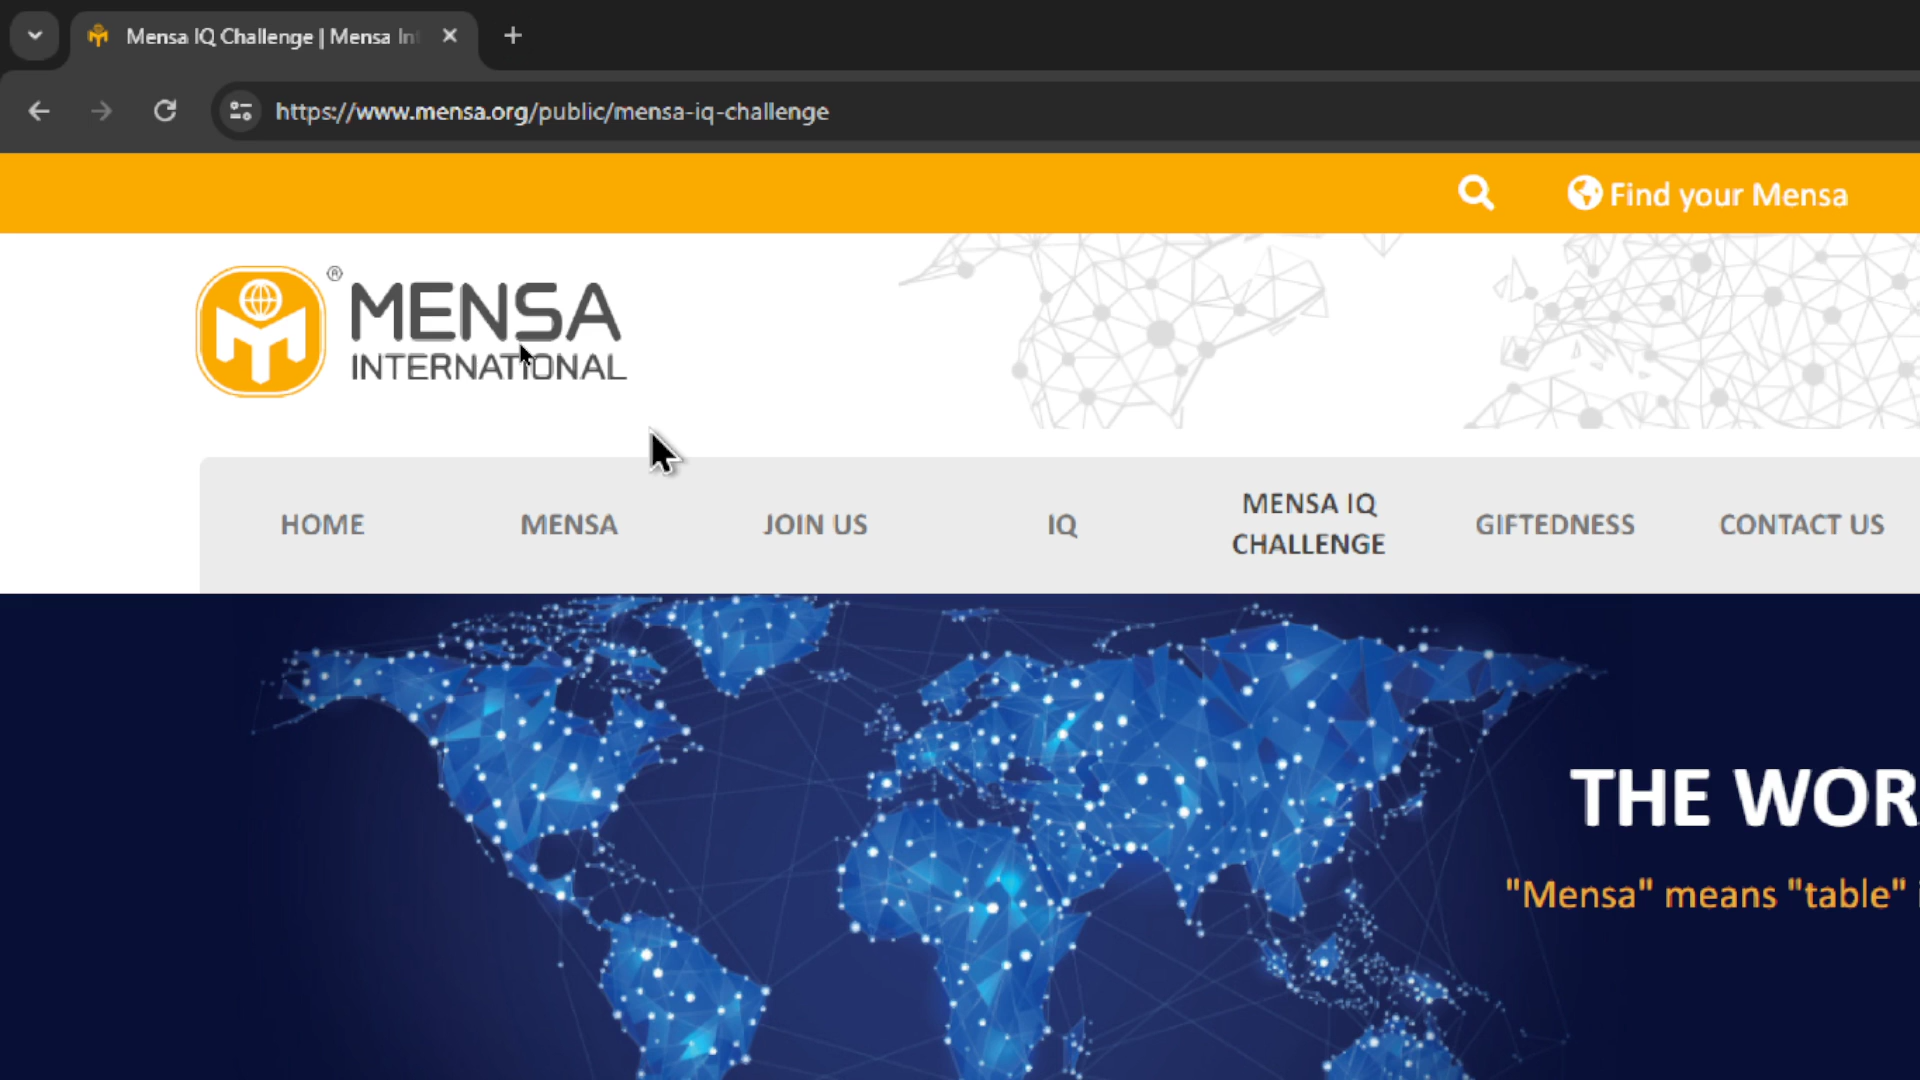 Mensa IQ Challenge | Mensa In
https://www.mensa.org/public/mensa-iq-challenge
Find your Mensa
®
MENSA
INTERNATIONAL
HOME
MENSA
JOIN US
IQ
MENSA IQ
CHALLENGE
GIFTEDNESS
CONTACT US
THE WOR
"Mensa" means "table"